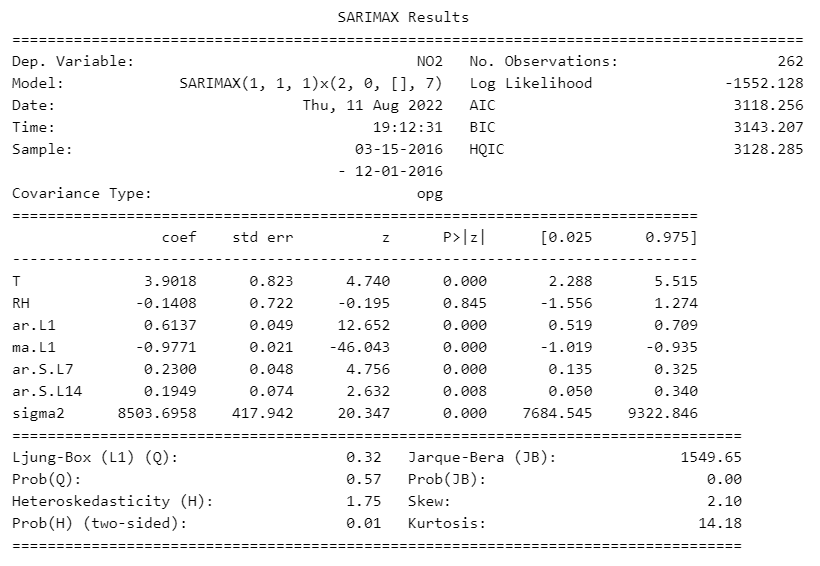 SARIMAX Results
==========================================================================================
Dep. Variable:                                NO2   No. Observations:                  262
Model:             SARIMAX(1, 1, 1)x(2, 0, [], 7)   Log Likelihood               -1552.128
Date:                            Thu, 11 Aug 2022   AIC                           3118.256
Time:                                    19:12:31   BIC                           3143.207
Sample:                                03-15-2016   HQIC                          3128.285
                                     - 12-01-2016
Covariance Type:                              opg
==============================================================================
                 coef    std err          z      P>|z|      [0.025      0.975]
------------------------------------------------------------------------------
T              3.9018      0.823      4.740      0.000       2.288       5.515
RH            -0.1408      0.722     -0.195      0.845      -1.556       1.274
ar.L1          0.6137      0.049     12.652      0.000       0.519       0.709
ma.L1         -0.9771      0.021    -46.043      0.000      -1.019      -0.935
ar.S.L7        0.2300      0.048      4.756      0.000       0.135       0.325
ar.S.L14       0.1949      0.074      2.632      0.008       0.050       0.340
sigma2      8503.6958    417.942     20.347      0.000    7684.545    9322.846
===================================================================================
Ljung-Box (L1) (Q):                   0.32   Jarque-Bera (JB):              1549.65
Prob(Q):                              0.57   Prob(JB):                         0.00
Heteroskedasticity (H):               1.75   Skew:                             2.10
Prob(H) (two-sided):                  0.01   Kurtosis:                        14.18
===================================================================================